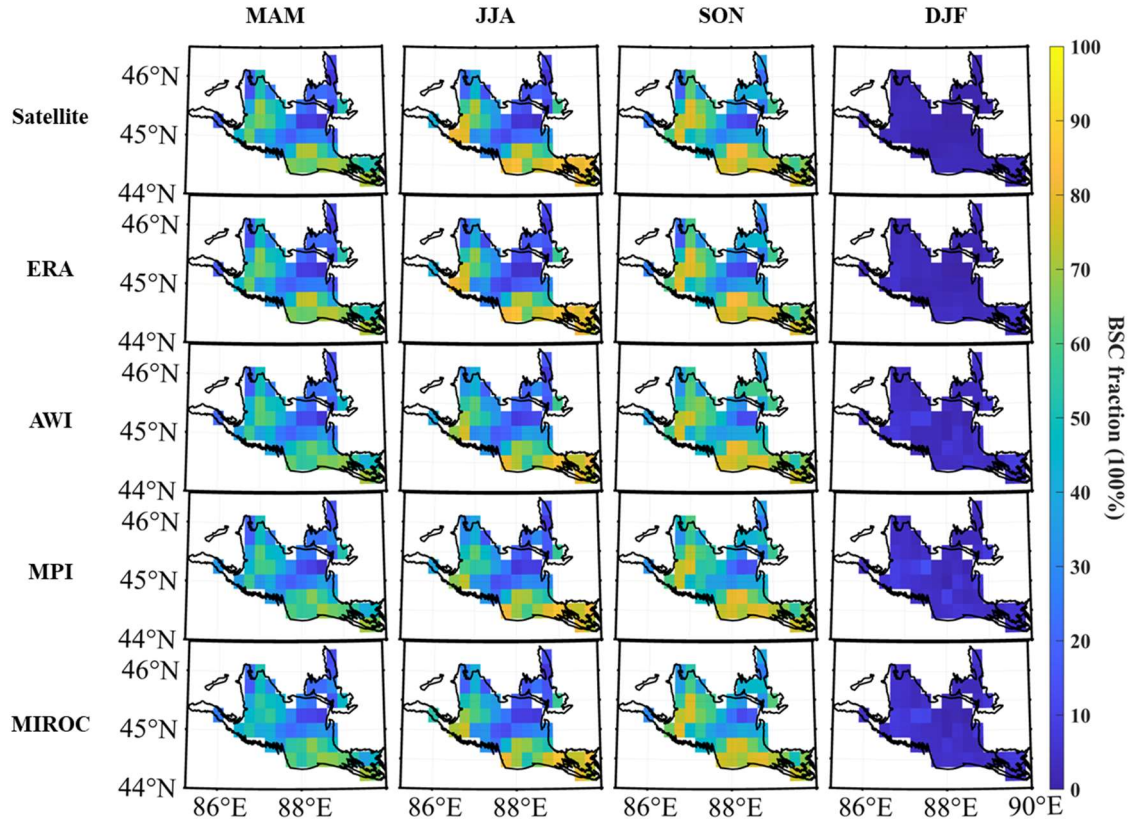 MAM JJA SON DJF
Satellite 46°N 45°N 44°N
ERA 46°N 45°N 44°N
AWI 46°N 45°N 44°N
MPI 46°N 45°N 44°N
MIROC 46°N 45°N 44°N
86°E 88°E 86°E 88°E 86°E 88°E 86°E 88°E 90°E
100
90
80
70
60
50
40
30
20
10
0
BSC fraction (100%)